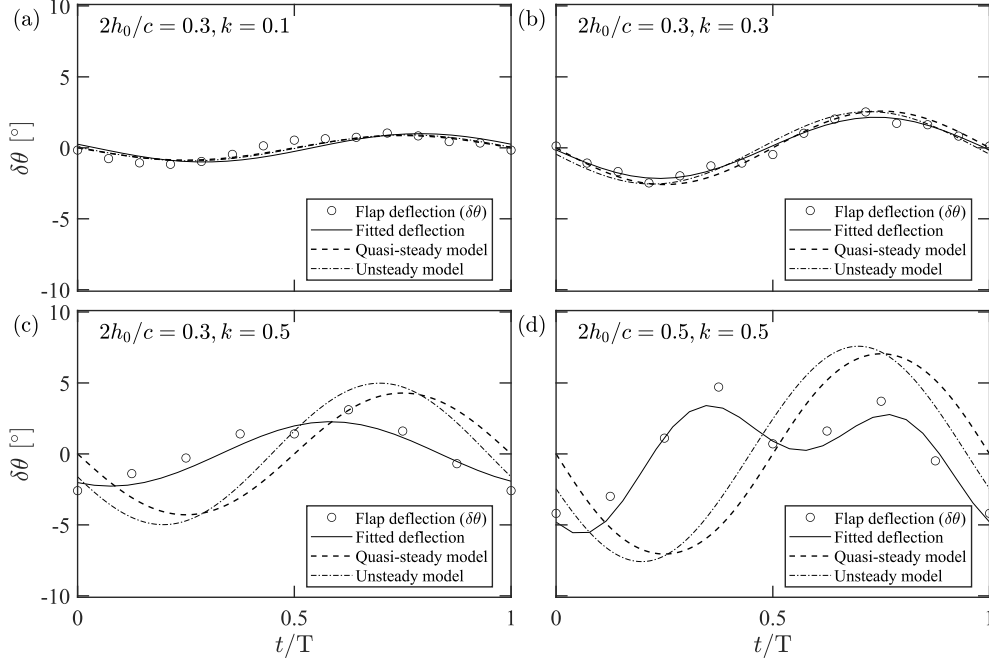 (a)
2h₀/c = 0.3, k = 0.1
10
5
0
-5
-10
δθ [°]
Flap deflection (δθ)
Fitted deflection
Quasi-steady model
Unsteady model
(b)
2h₀/c = 0.3, k = 0.3
Flap deflection (δθ)
Fitted deflection
Quasi-steady model
Unsteady model
(c)
2h₀/c = 0.3, k = 0.5
10
5
0
-5
-10
δθ [°]
Flap deflection (δθ)
Fitted deflection
Quasi-steady model
Unsteady model
0
0.5
1
t/T
(d)
2h₀/c = 0.5, k = 0.5
Flap deflection (δθ)
Fitted deflection
Quasi-steady model
Unsteady model
0
0.5
1
t/T